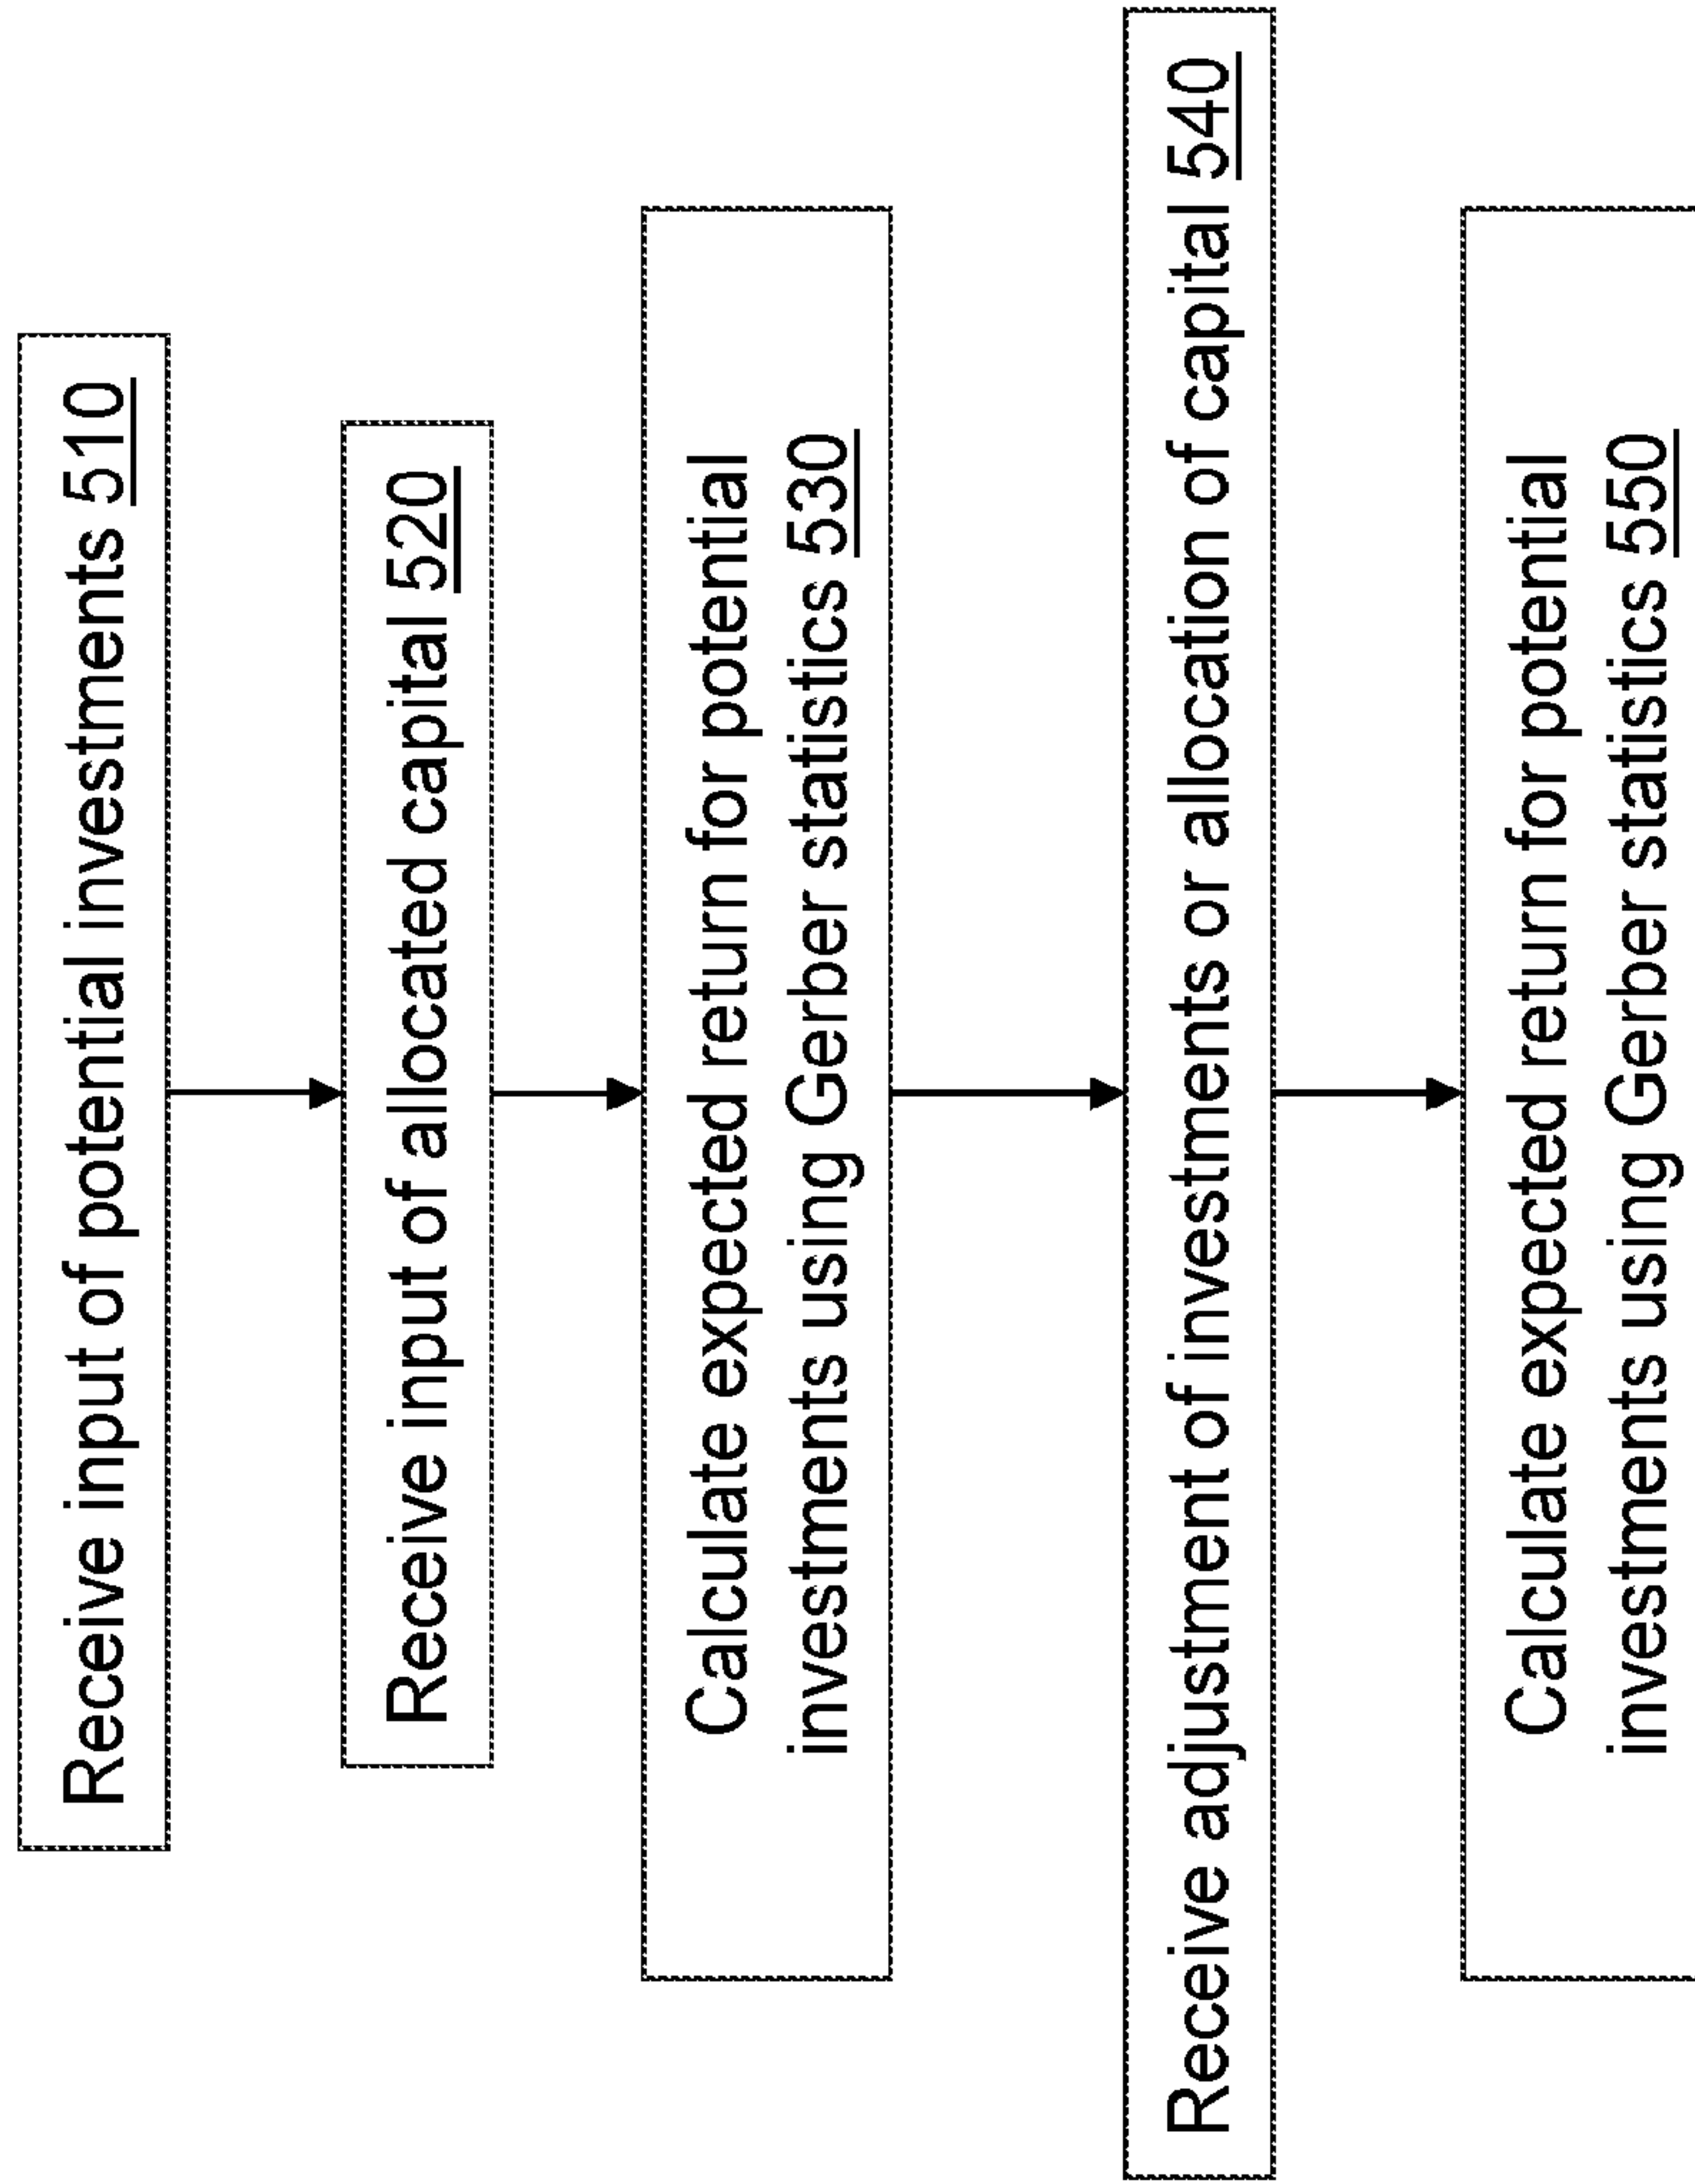 Receive input of potential investments 510
Receive input of allocated capital 520
Calculate expected return for potential
investments using Gerber statistics 530
Receive adjustment of investments or allocation of capital 540
Calculate expected return for potential
investments using Gerber statistics 550